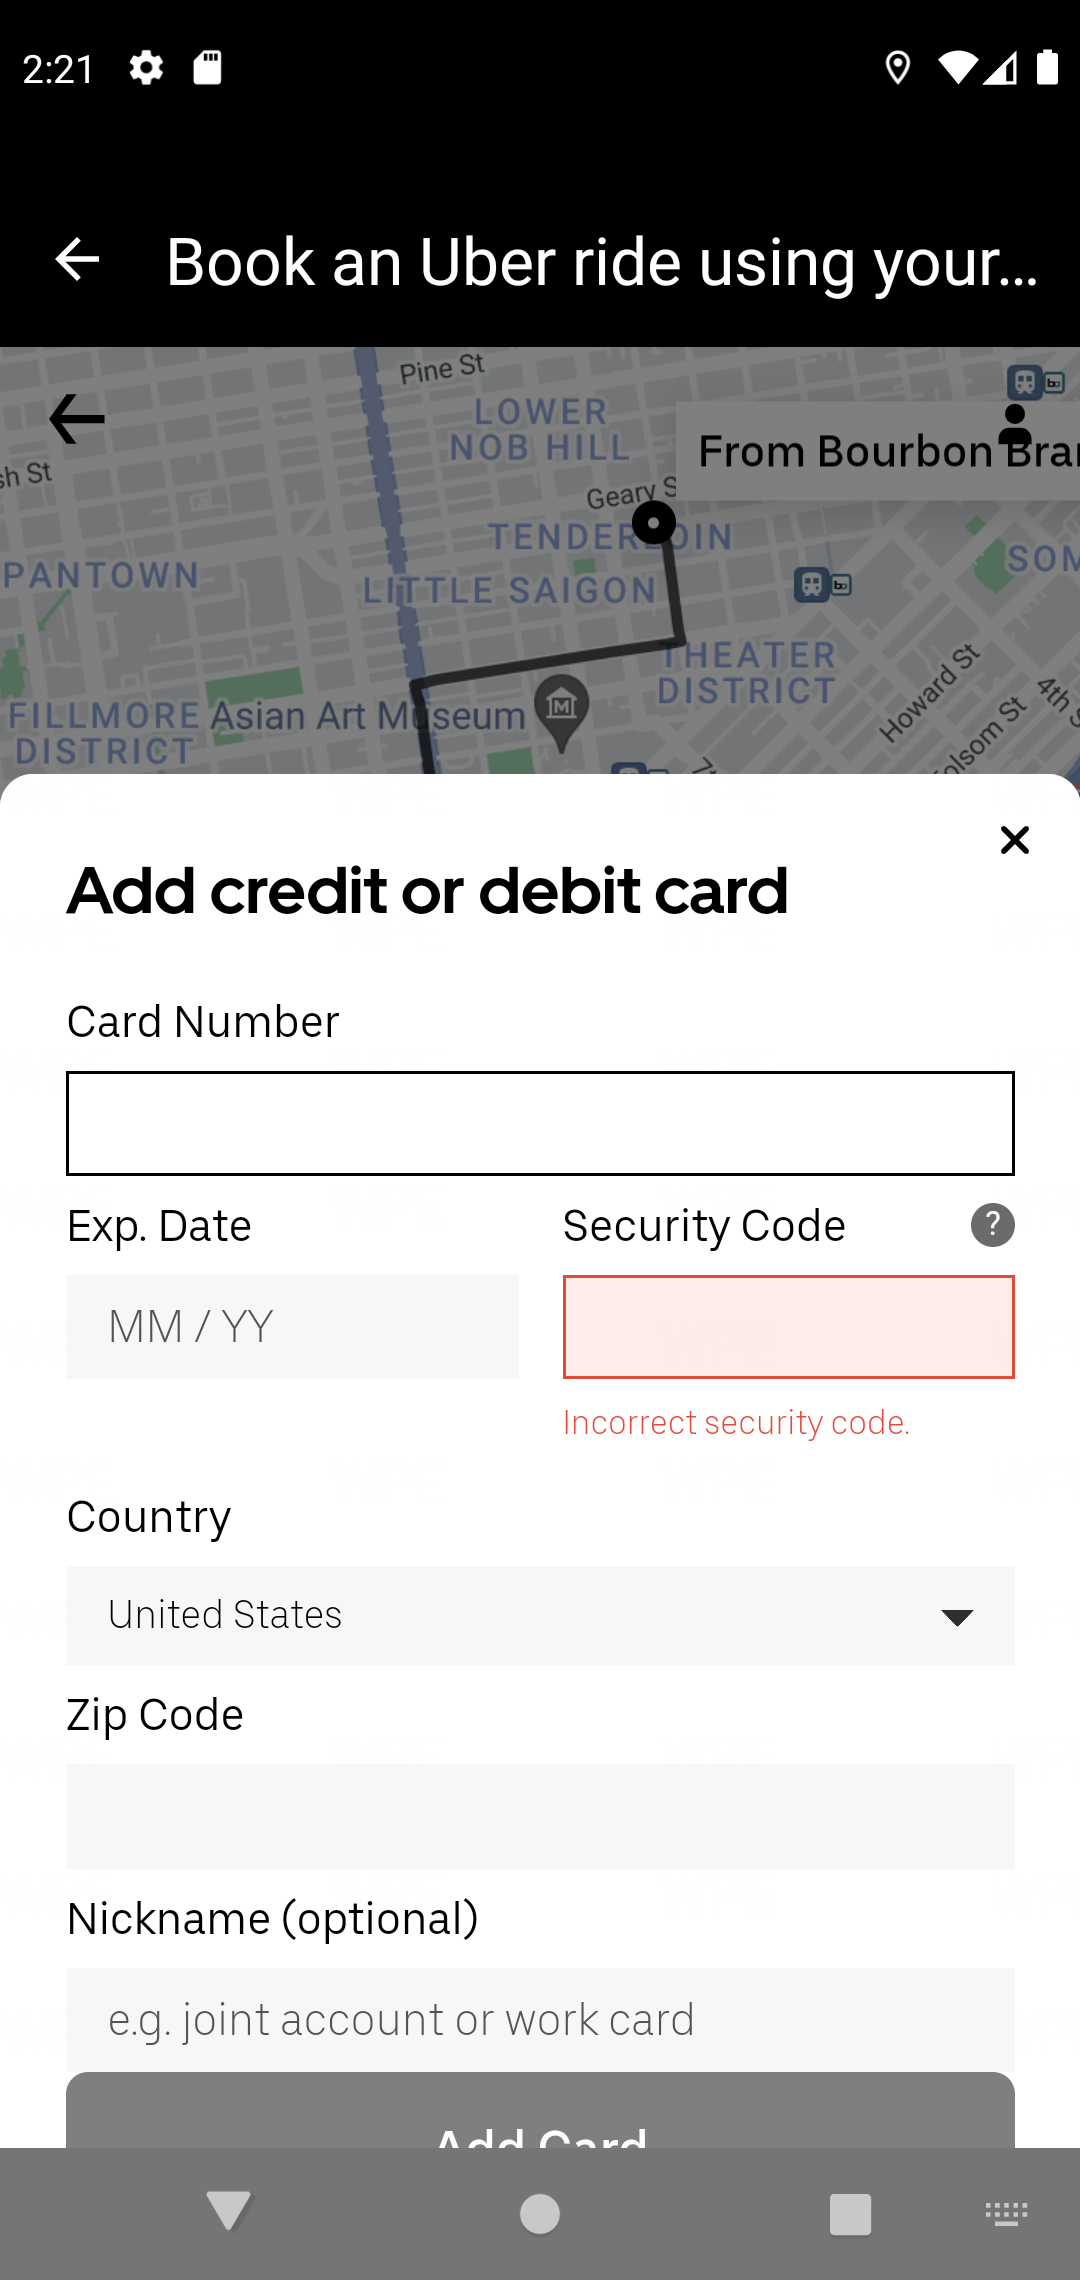 2:21
Book an Uber ride using your...
Pine St
LOWER
NOB HILL
From Bourbon Bran
sh St
Geary S
TENDERLOIN
PANTOWN
LITTLE SAIGON
SOM
THEATER
DISTRICT
Howard St
4th S
Folsom St
FILLMORE
DISTRICT
Asian Art Museum
7t
Add credit or debit card
Card Number
Exp. Date
Security Code
?
MM / YY
Incorrect security code.
Country
United States
Zip Code
Nickname (optional)
e.g. joint account or work card
Add Card